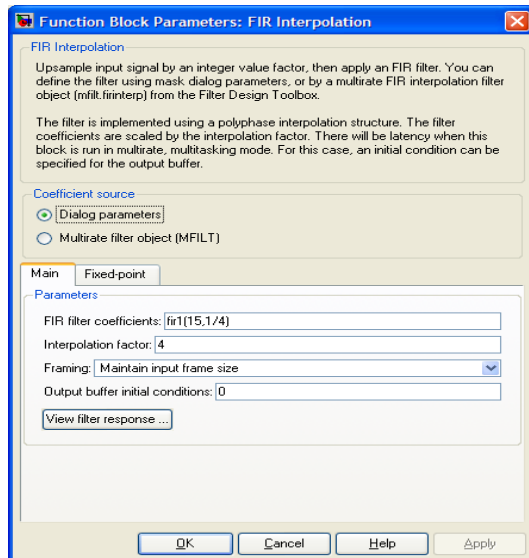 Function Block Parameters: FIR Interpolation
FIR Interpolation
Upsample input signal by an integer value factor, then apply an FIR filter. You can
define the filter using mask dialog parameters, or by a multirate FIR interpolation filter
object (mfilt.firinterp) from the Filter Design Toolbox.
The filter is implemented using a polyphase interpolation structure. The filter
coefficients are scaled by the interpolation factor. There will be latency when this
block is run in multirate, multitasking mode. For this case, an initial condition can be
specified for the output buffer.
Coefficient source
Dialog parameters
Multirate filter object (MFILT)
Main Fixed-point
Parameters
FIR filter coefficients: fir1(15,1/4)
Interpolation factor: 4
Framing: Maintain input frame size
Output buffer initial conditions: 0
View filter response ...
OK Cancel Help Apply